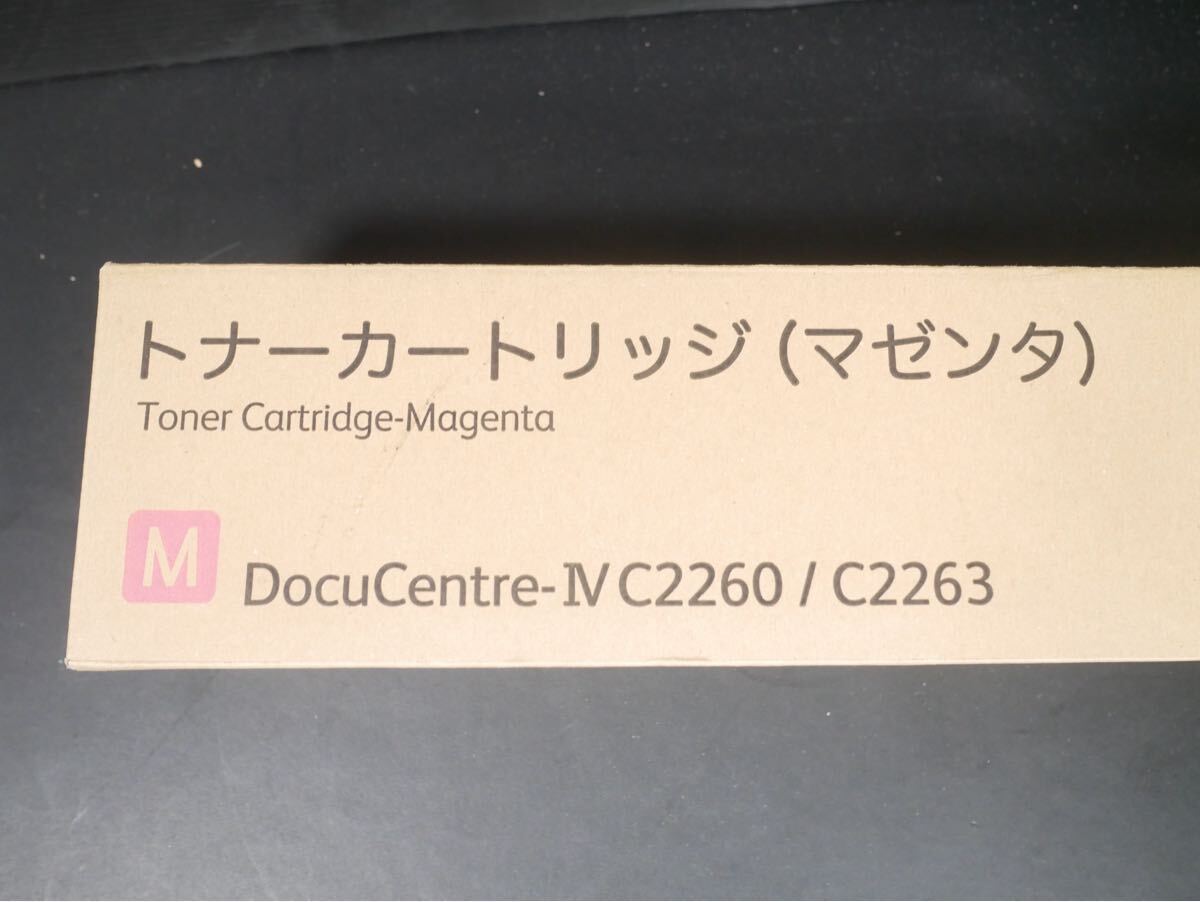 トナーカートリッジ (マゼンタ)
Toner Cartridge-Magenta
M
DocuCentre-Ⅳ C2260 / C2263